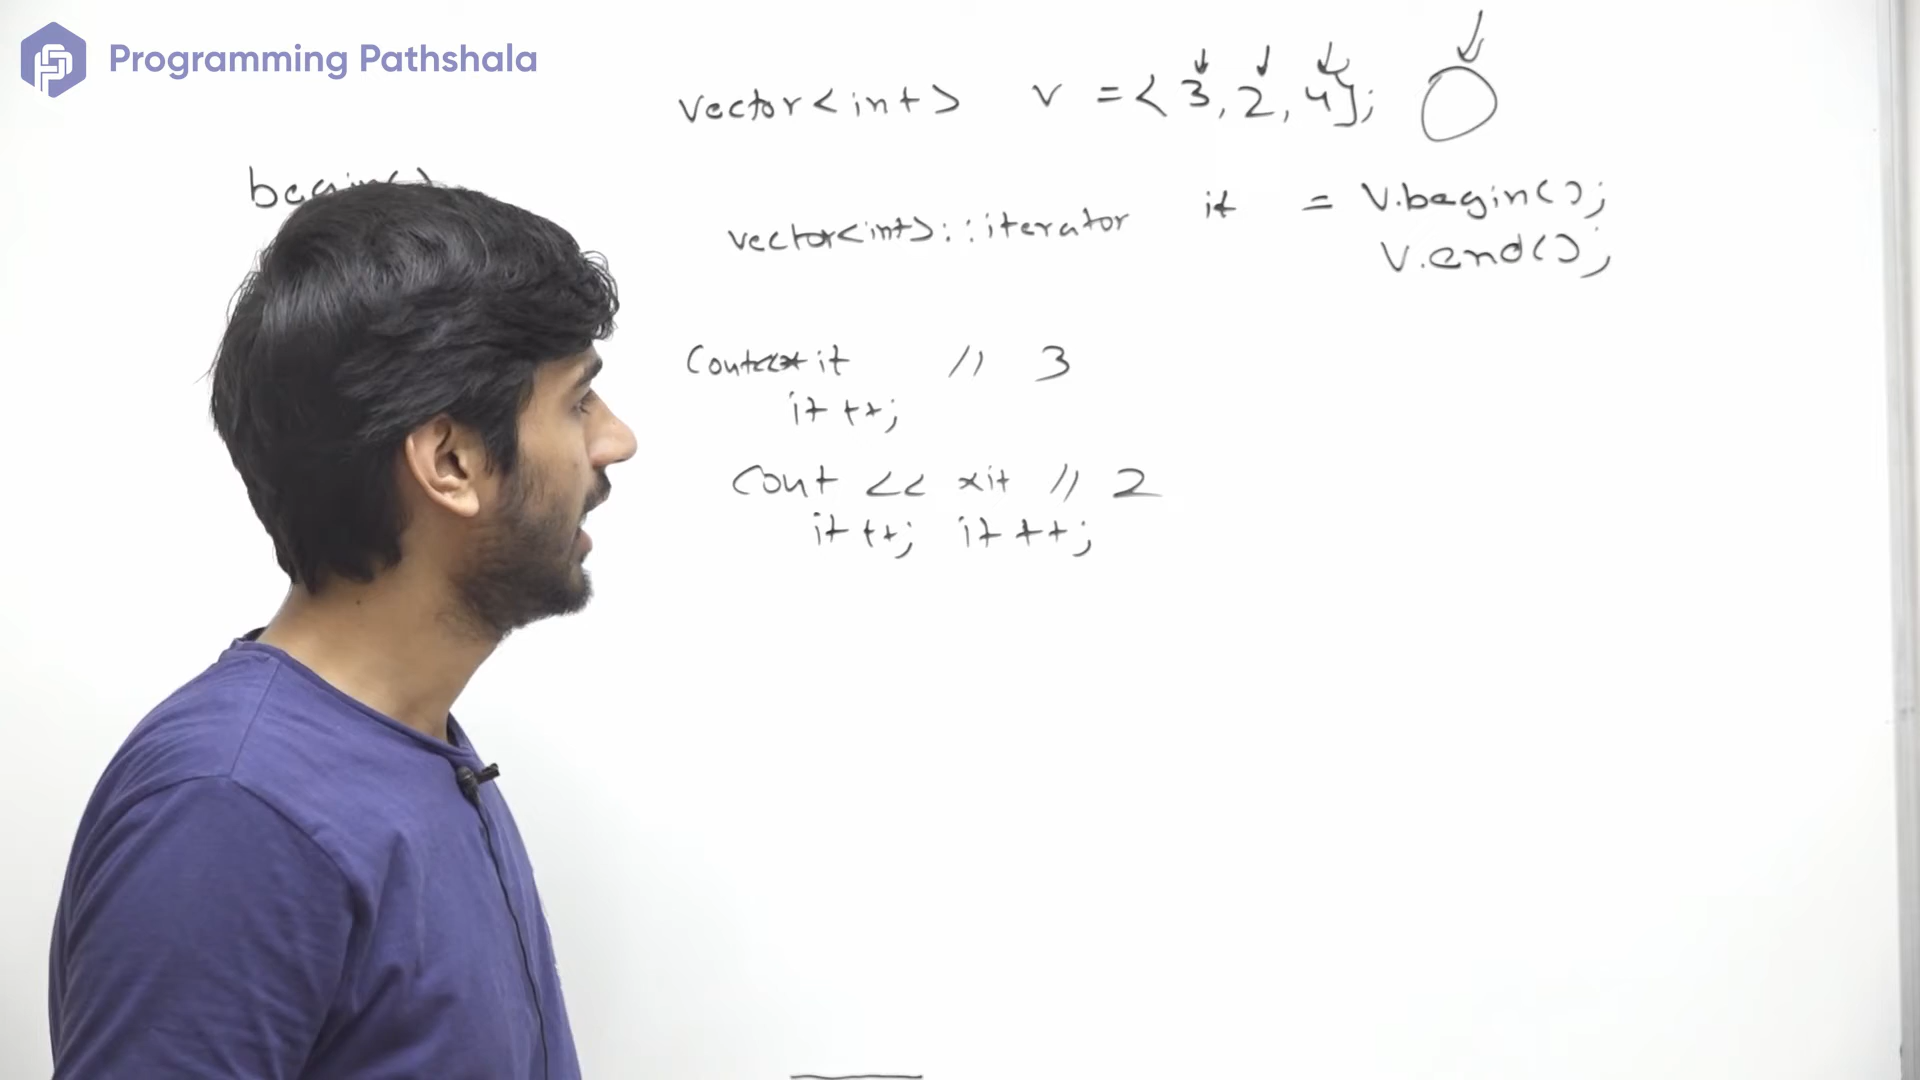 Programming Pathshala
vector<int> v = { 3, 2, 4};
begin()
vector<int>::iterator it = v.begin();
v.end();
cout<<*it // 3
it++;
cout << *it // 2
it++; it++;